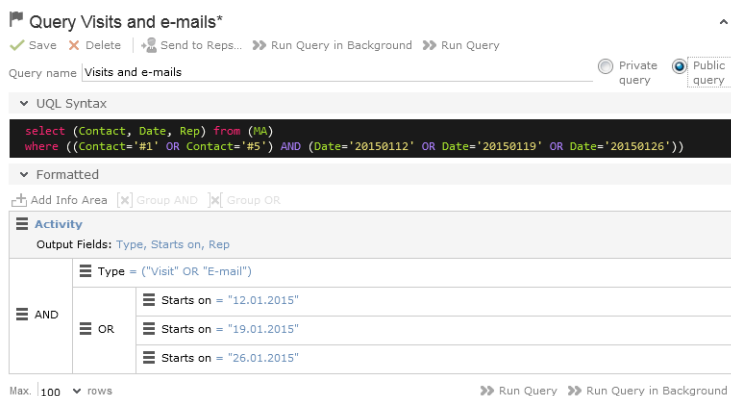 Query Visits and e-mails*
Save Delete Send to Reps... Run Query in Background Run Query
Query name Visits and e-mails Private query Public query
UQL Syntax
select (Contact, Date, Rep) from (MA)
where ((Contact='#1' OR Contact='#5') AND (Date='20150112' OR Date='20150119' OR Date='20150126'))
Formatted
Add Info Area Group AND Group OR
Activity
Output Fields: Type, Starts on, Rep
Type = ("Visit" OR "E-mail")
Starts on = "12.01.2015"
AND OR Starts on = "19.01.2015"
Starts on = "26.01.2015"
Max. 100 rows Run Query Run Query in Background